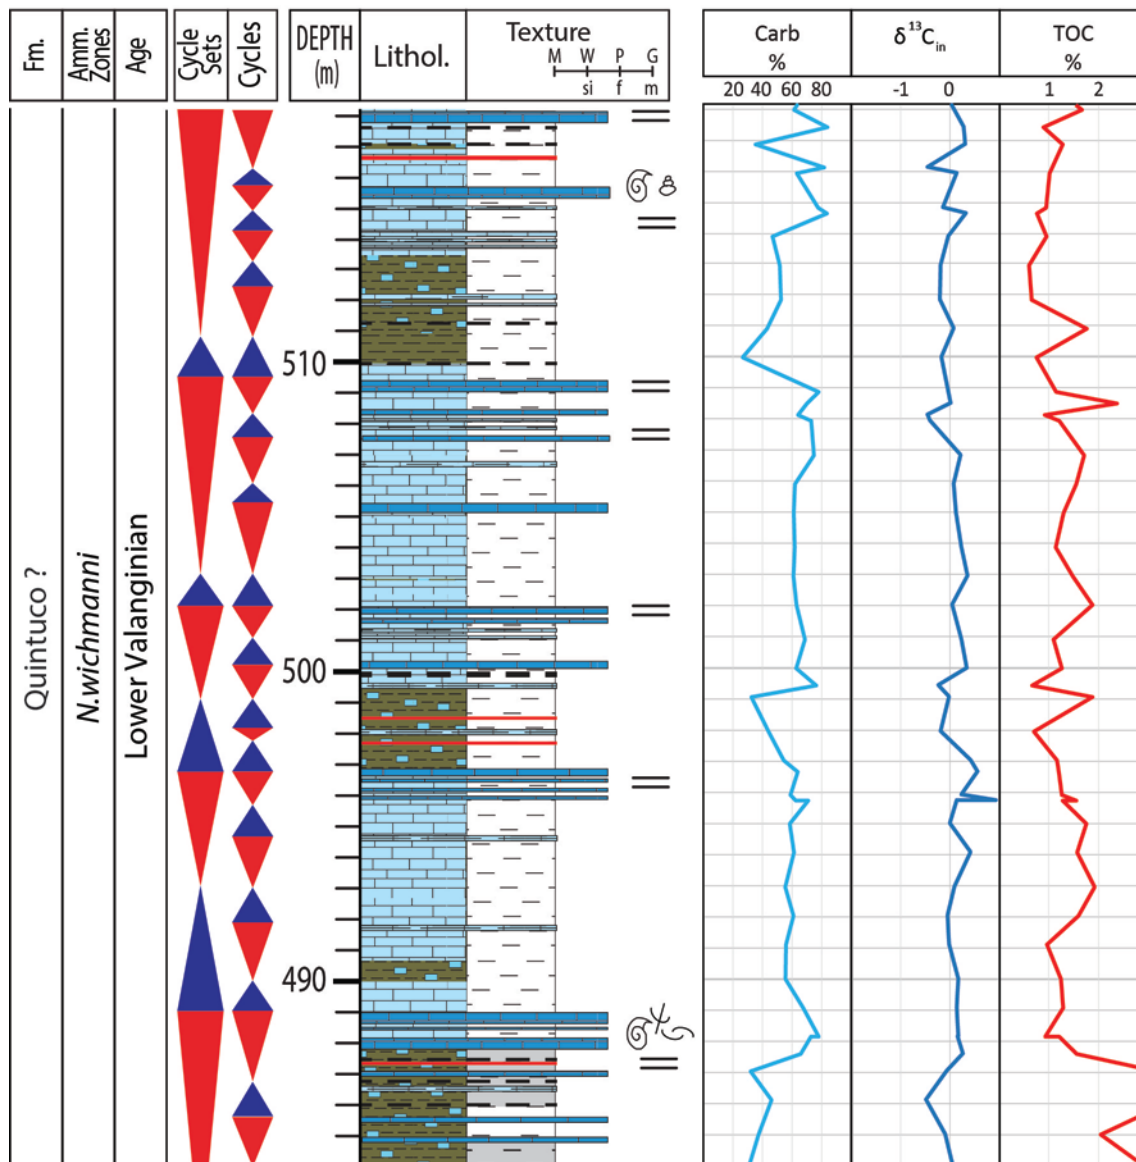 Fm.
Amm.
Zones
Age
Cycle
Sets
Cycles
DEPTH
(m)
Lithol.
Texture
M W P G
si f m
Carb
%
20 40 60 80
δ¹³C_in
-1 0
TOC
%
1 2
Quintuco ?
N.wichmanni
Lower Valanginian
510
500
490